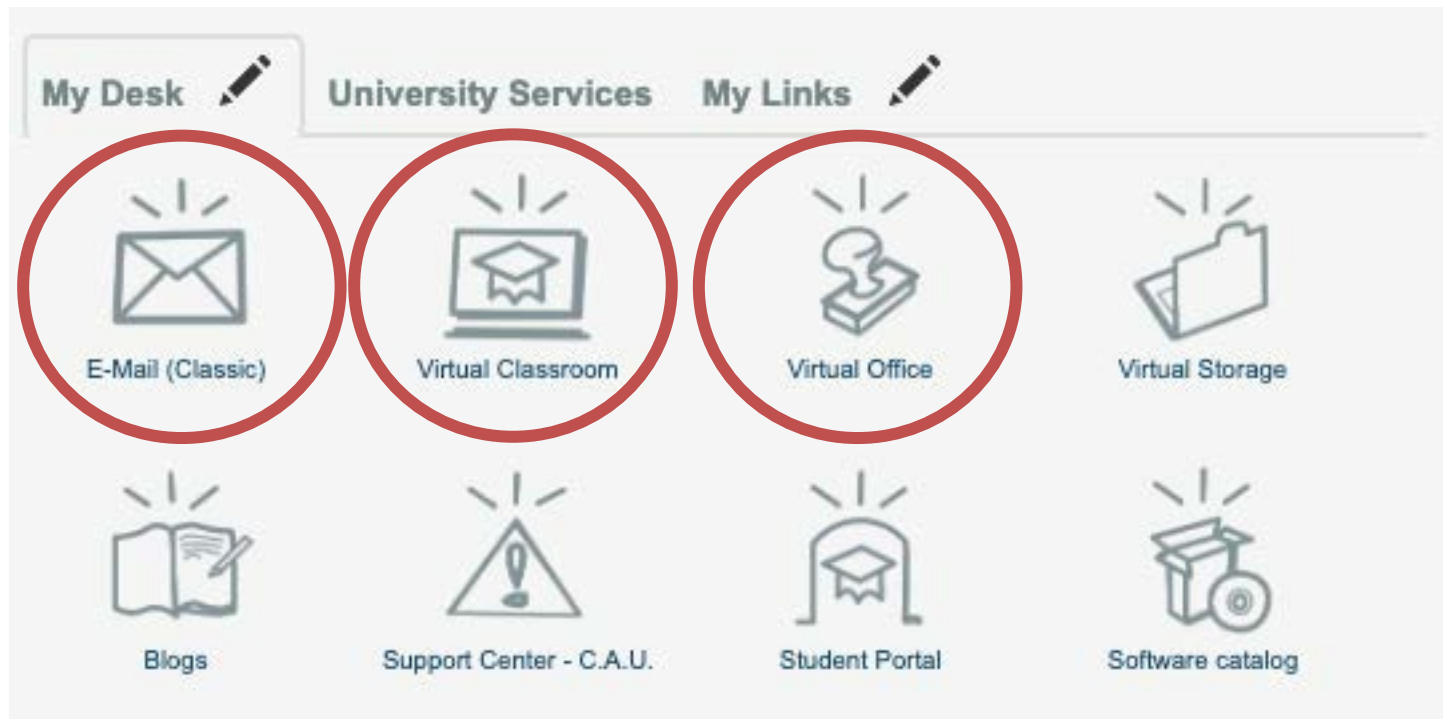 My Desk University Services My Links
E-Mail (Classic) Virtual Classroom Virtual Office Virtual Storage
Blogs Support Center - C.A.U. Student Portal Software catalog